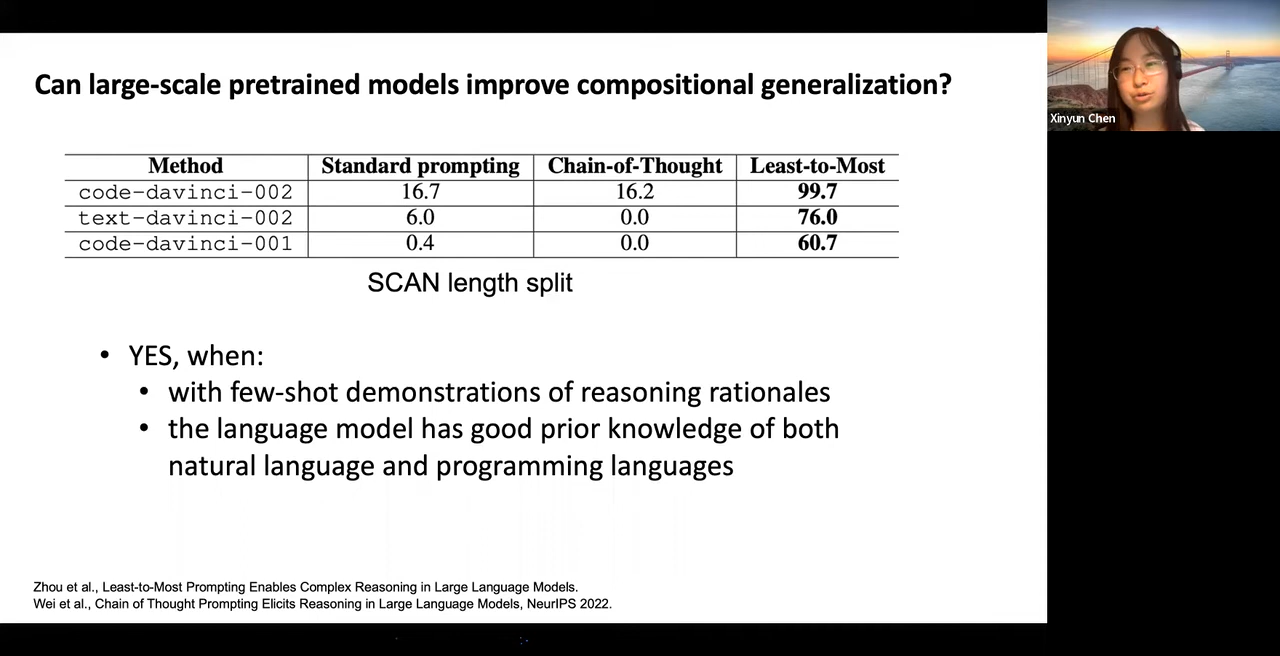 Can large-scale pretrained models improve compositional generalization?
Xinyun Chen
Method Standard prompting Chain-of-Thought Least-to-Most
code-davinci-002 16.7 16.2 99.7
text-davinci-002 6.0 0.0 76.0
code-davinci-001 0.4 0.0 60.7
SCAN length split
• YES, when:
• with few-shot demonstrations of reasoning rationales
• the language model has good prior knowledge of both
natural language and programming languages
Zhou et al., Least-to-Most Prompting Enables Complex Reasoning in Large Language Models.
Wei et al., Chain of Thought Prompting Elicits Reasoning in Large Language Models, NeurIPS 2022.